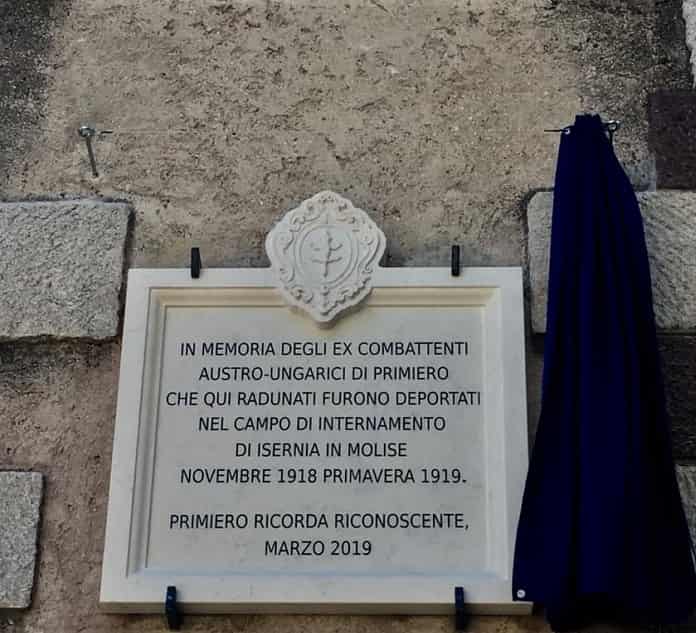 IN MEMORIA DEGLI EX COMBATTENTI
AUSTRO-UNGARICI DI PRIMIERO
CHE QUI RADUNATI FURONO DEPORTATI
NEL CAMPO DI INTERNAMENTO
DI ISERNIA IN MOLISE
NOVEMBRE 1918 PRIMAVERA 1919.
PRIMIERO RICORDA RICONOSCENTE,
MARZO 2019